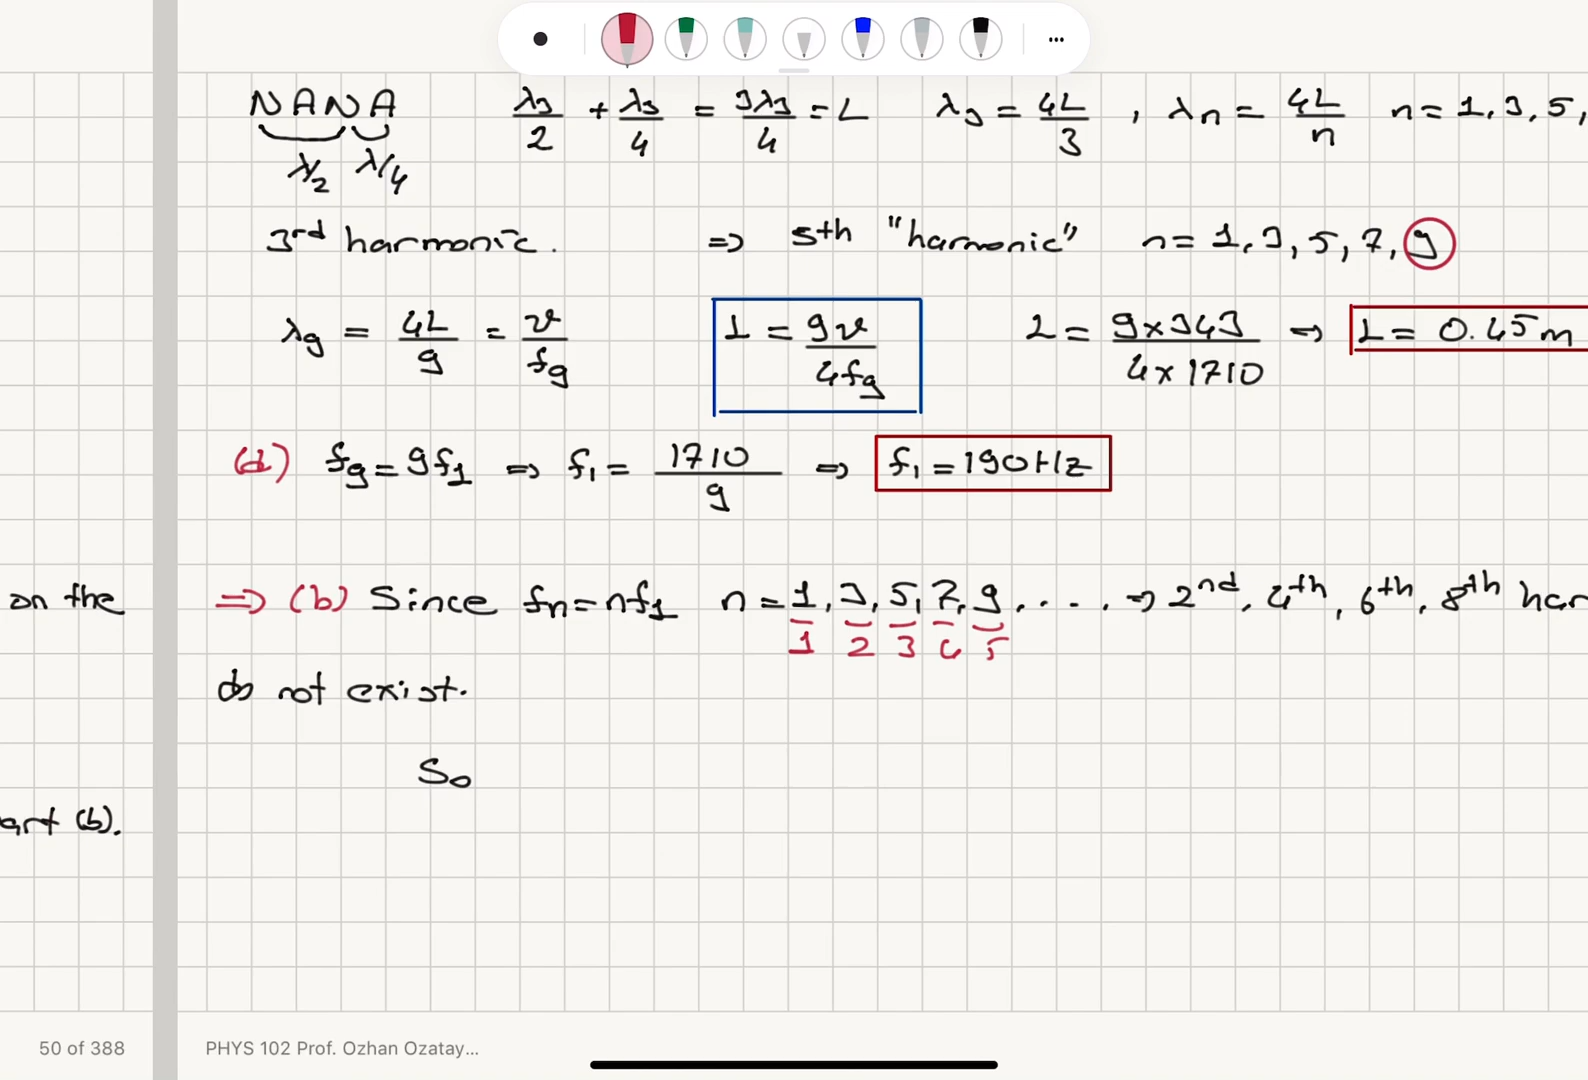 NANA λ3/2 + λ3/4 = 3λ3/4 = L λ3 = 4L/3 , λn = 4L/n n = 1, 3, 5,
λ/2 λ/4
3rd harmonic. ⇒ 5th "harmonic" n = 1, 3, 5, 7, 9
λ9 = 4L/9 = v/f9 L = 9v/4f9 L = 9×343/4×1710 ⇒ L = 0.45m
(d) f9 = 9f1 ⇒ f1 = 1710/9 ⇒ f1 = 190Hz
on the
⇒ (b) Since fn = nf1 n = 1, 3, 5, 7, 9, .... ⇒ 2nd, 4th, 6th, 8th har
1 2 3 4 5
do not exist.
So
art (b).
50 of 388
PHYS 102 Prof. Ozhan Ozatay...